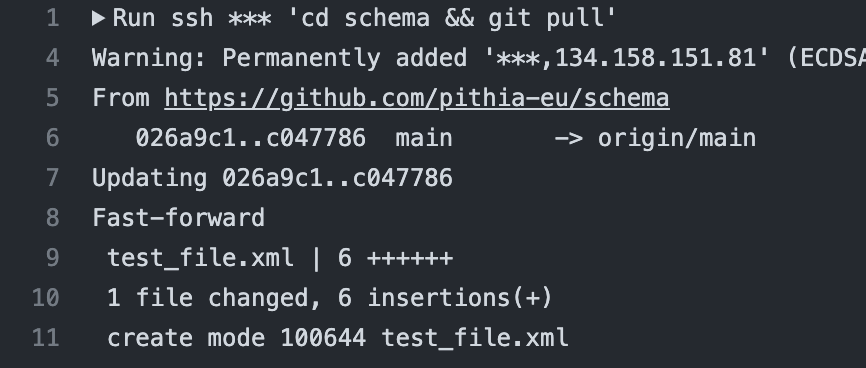 1 ▶Run ssh *** 'cd schema && git pull'
4 Warning: Permanently added '***,134.158.151.81' (ECDSA
5 From https://github.com/pithia-eu/schema
6 026a9c1..c047786 main -> origin/main
7 Updating 026a9c1..c047786
8 Fast-forward
9 test_file.xml | 6 ++++++
10 1 file changed, 6 insertions(+)
11 create mode 100644 test_file.xml